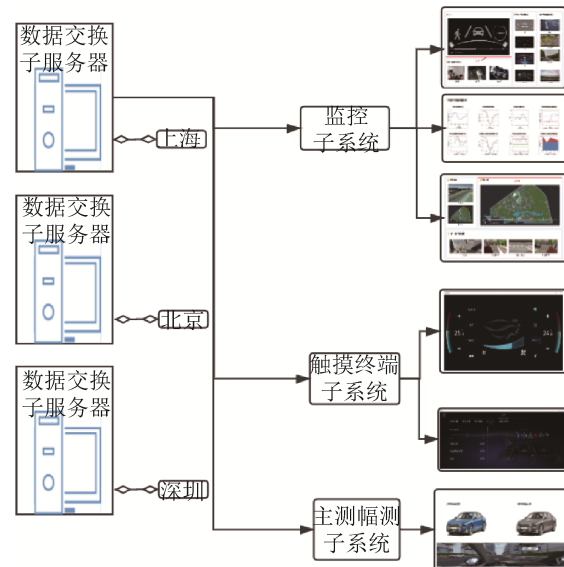 数据交换
子服务器
上海
数据交换
子服务器
北京
数据交换
子服务器
深圳
监控
子系统
触摸终端
子系统
主测幅测
子系统